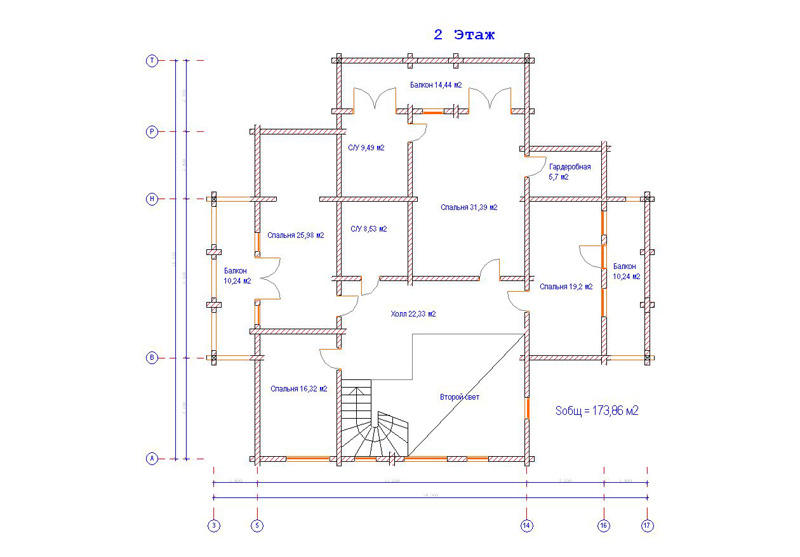 2 Этаж
Т
Балкон 14,44 м2
Р
С/У 9,49 м2
Гардеробная
5,7 м2
Н
Спальня 31,39 м2
С/У 8,53 м2
Спальня 25,98 м2
Балкон
10,24 м2
Балкон
10,24 м2
Спальня 19,2 м2
Холл 22,33 м2
В
Спальня 16,32 м2
Второй свет
Sобщ = 173,86 м2
А
3
5
14
16
17